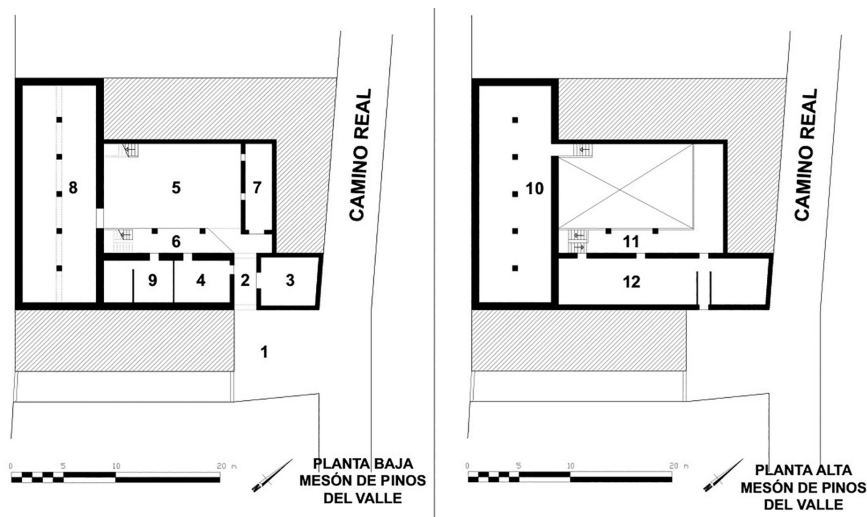 CAMINO REAL
8
5
7
6
9
4
2
3
1
0 5 10 20 m
PLANTA BAJA
MESÓN DE PINOS
DEL VALLE
CAMINO REAL
10
11
12
0 5 10 20 m
PLANTA ALTA
MESÓN DE PINOS
DEL VALLE